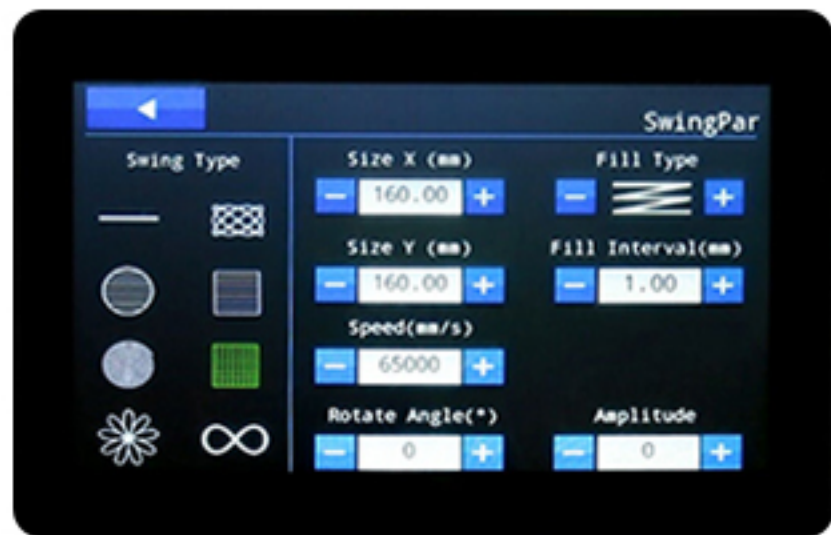 SwingPar
Swing Type
Size X (mm)
160.00
Fill Type
Size Y (mm)
160.00
Fill Interval(mm)
1.00
Speed(mm/s)
65000
Rotate Angle(°)
0
Amplitude
0